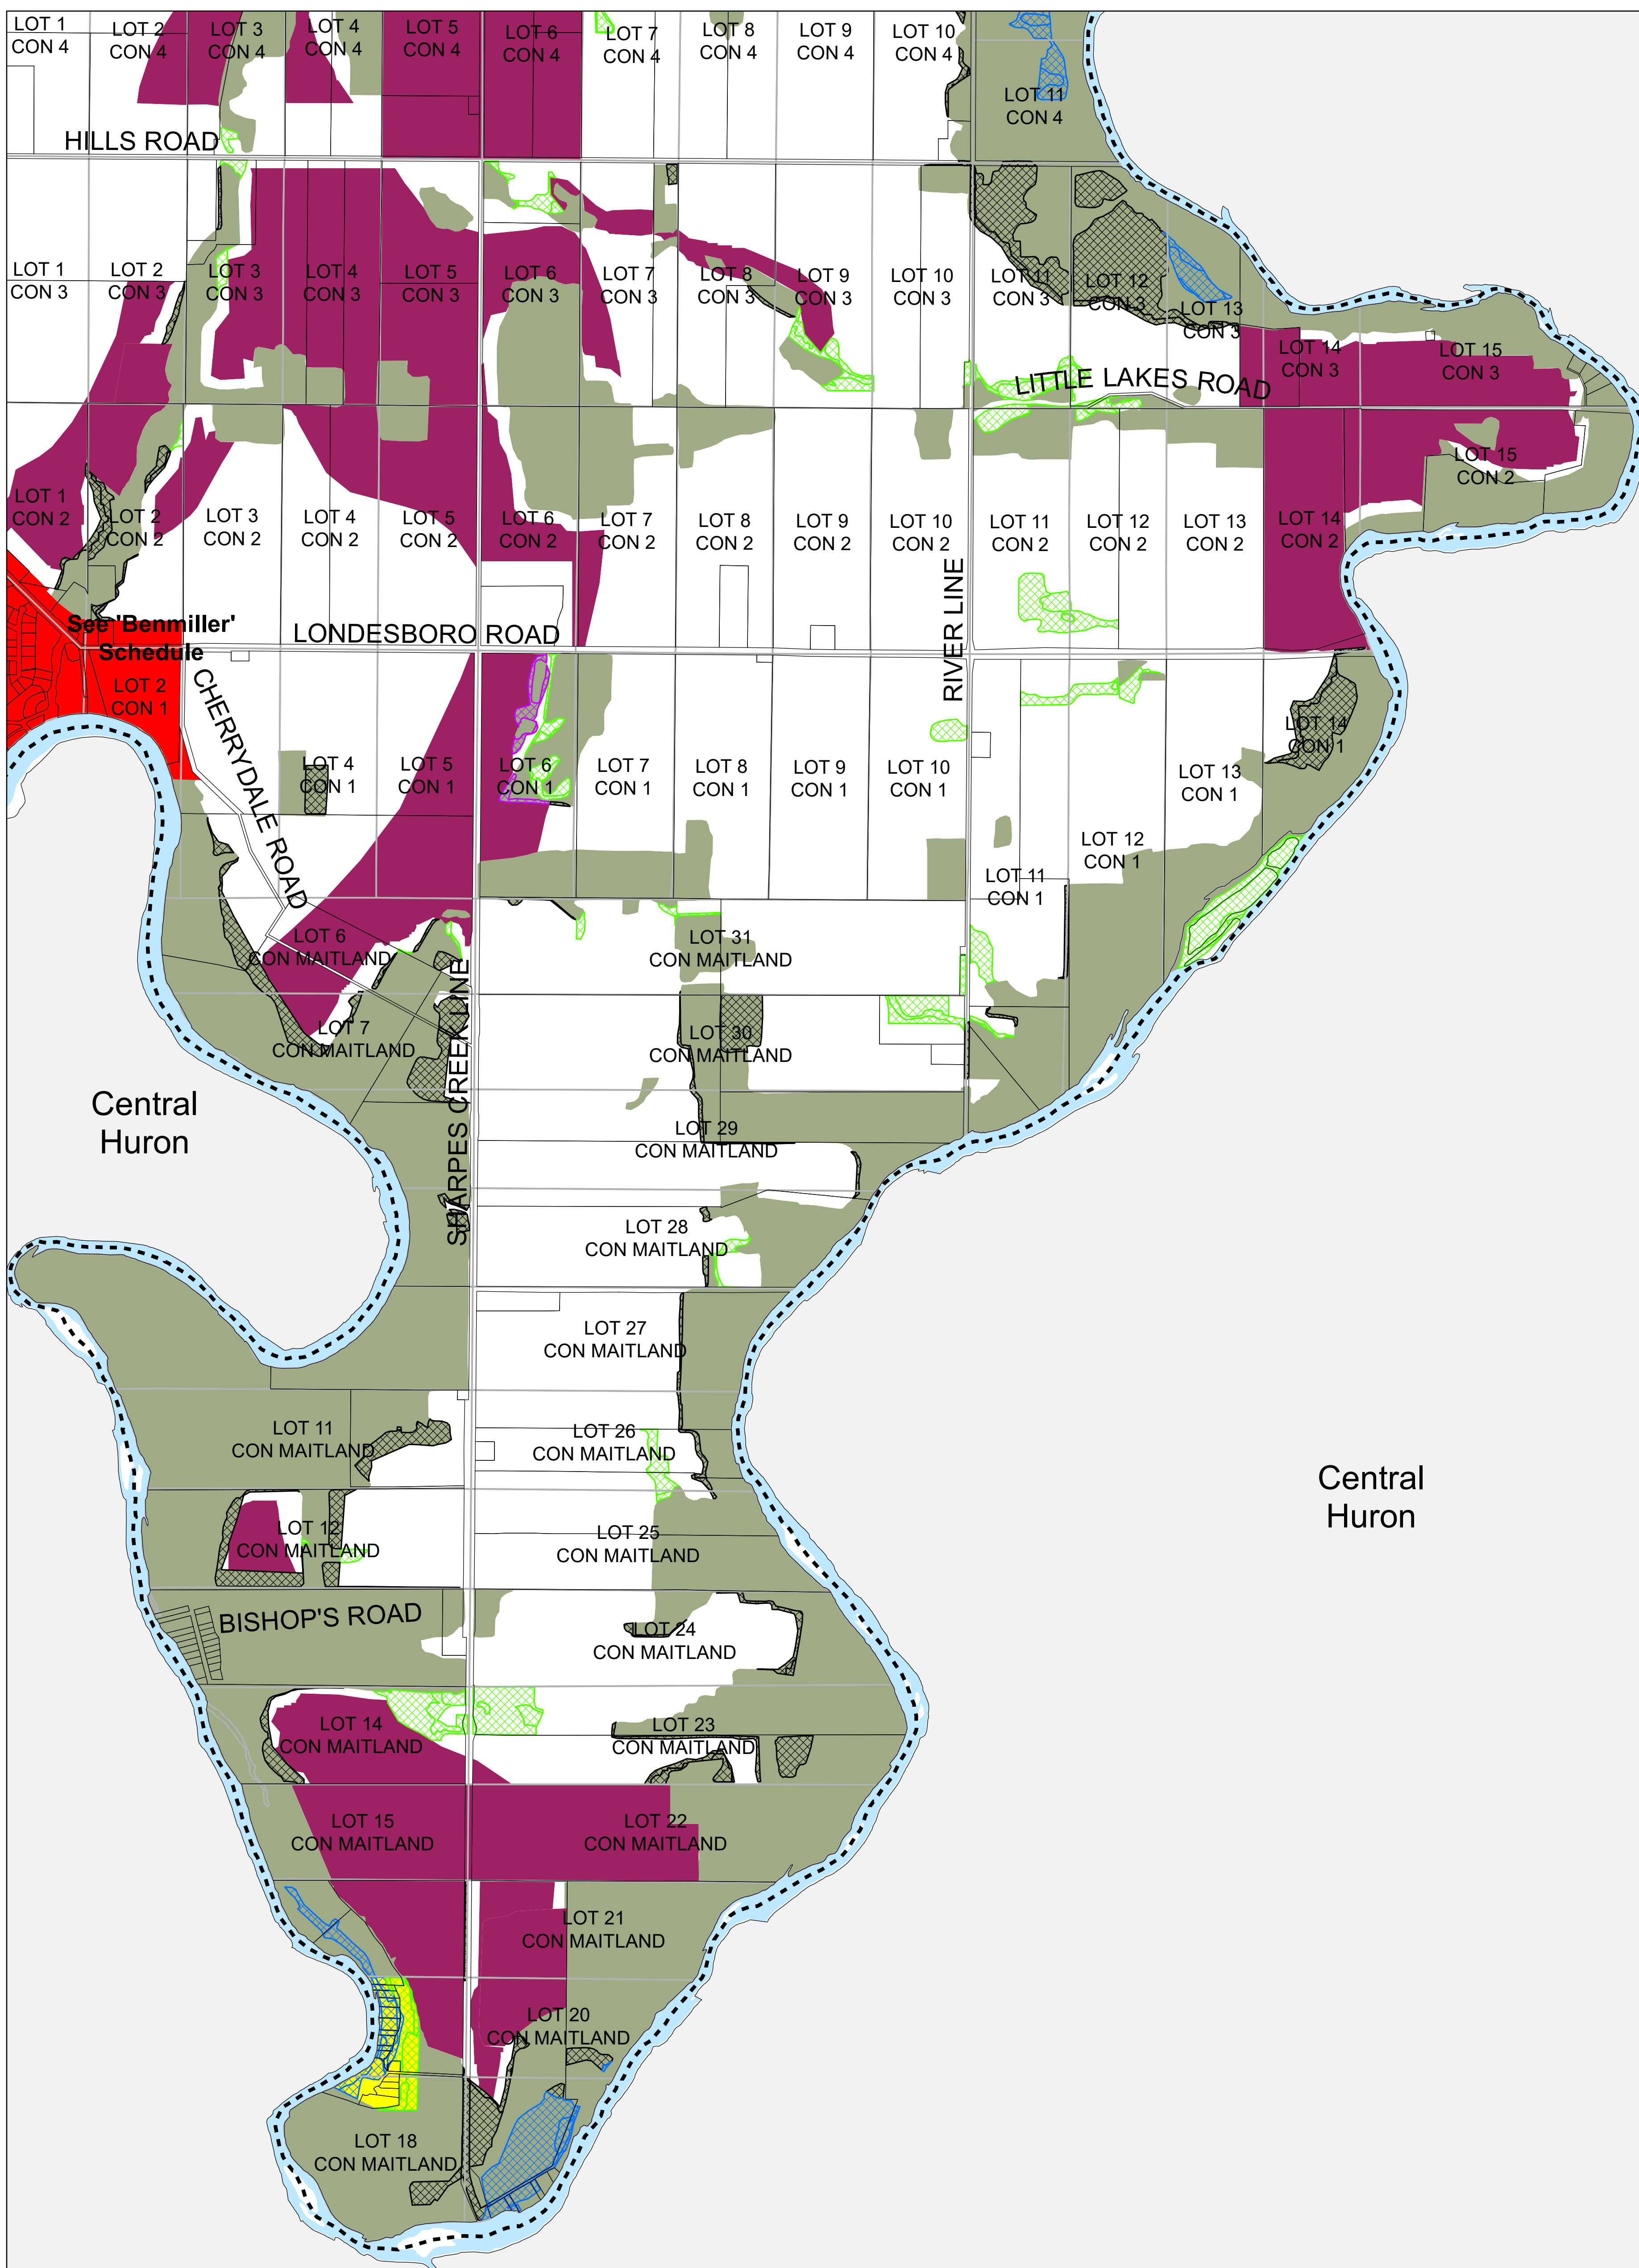 LOT 1
CON 4
LOT 2
CON 4
LOT 3
CON 4
LOT 4
CON 4
LOT 5
CON 4
LOT 6
CON 4
LOT 7
CON 4
LOT 8
CON 4
LOT 9
CON 4
LOT 10
CON 4
LOT 11
CON 4
HILLS ROAD
LOT 1
CON 3
LOT 2
CON 3
LOT 3
CON 3
LOT 4
CON 3
LOT 5
CON 3
LOT 6
CON 3
LOT 7
CON 3
LOT 8
CON 3
LOT 9
CON 3
LOT 10
CON 3
LOT 11
CON 3
LOT 12
CON 3
LOT 13
CON 3
LOT 14
CON 3
LOT 15
CON 3
LITTLE LAKES ROAD
LOT 1
CON 2
LOT 2
CON 2
LOT 3
CON 2
LOT 4
CON 2
LOT 5
CON 2
LOT 6
CON 2
LOT 7
CON 2
LOT 8
CON 2
LOT 9
CON 2
LOT 10
CON 2
LOT 11
CON 2
LOT 12
CON 2
LOT 13
CON 2
LOT 14
CON 2
LOT 15
CON 2
See 'Benmiller'
Schedule
LONDESBORO ROAD
RIVER LINE
CHERRYDALE ROAD
LOT 2
CON 1
LOT 4
CON 1
LOT 5
CON 1
LOT 6
CON 1
LOT 7
CON 1
LOT 8
CON 1
LOT 9
CON 1
LOT 10
CON 1
LOT 11
CON 1
LOT 12
CON 1
LOT 13
CON 1
LOT 14
CON 1
LOT 6
CON MAITLAND
LOT 31
CON MAITLAND
LOT 7
CON MAITLAND
LOT 30
CON MAITLAND
SHARPES CREEK LINE
Central
Huron
LOT 29
CON MAITLAND
LOT 28
CON MAITLAND
LOT 27
CON MAITLAND
LOT 11
CON MAITLAND
LOT 26
CON MAITLAND
Central
Huron
LOT 12
CON MAITLAND
LOT 25
CON MAITLAND
BISHOP'S ROAD
LOT 24
CON MAITLAND
LOT 14
CON MAITLAND
LOT 23
CON MAITLAND
LOT 15
CON MAITLAND
LOT 22
CON MAITLAND
LOT 21
CON MAITLAND
LOT 20
CON MAITLAND
LOT 18
CON MAITLAND